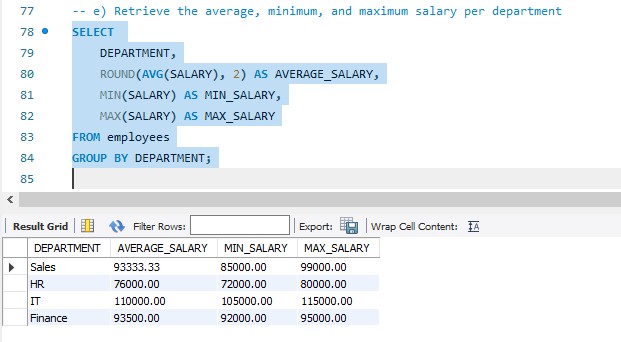 77 -- e) Retrieve the average, minimum, and maximum salary per department
78 SELECT
79 DEPARTMENT,
80 ROUND(AVG(SALARY), 2) AS AVERAGE_SALARY,
81 MIN(SALARY) AS MIN_SALARY,
82 MAX(SALARY) AS MAX_SALARY
83 FROM employees
84 GROUP BY DEPARTMENT;
85
Result Grid Filter Rows: Export: Wrap Cell Content: IA
DEPARTMENT AVERAGE_SALARY MIN_SALARY MAX_SALARY
Sales 93333.33 85000.00 99000.00
HR 76000.00 72000.00 80000.00
IT 110000.00 105000.00 115000.00
Finance 93500.00 92000.00 95000.00